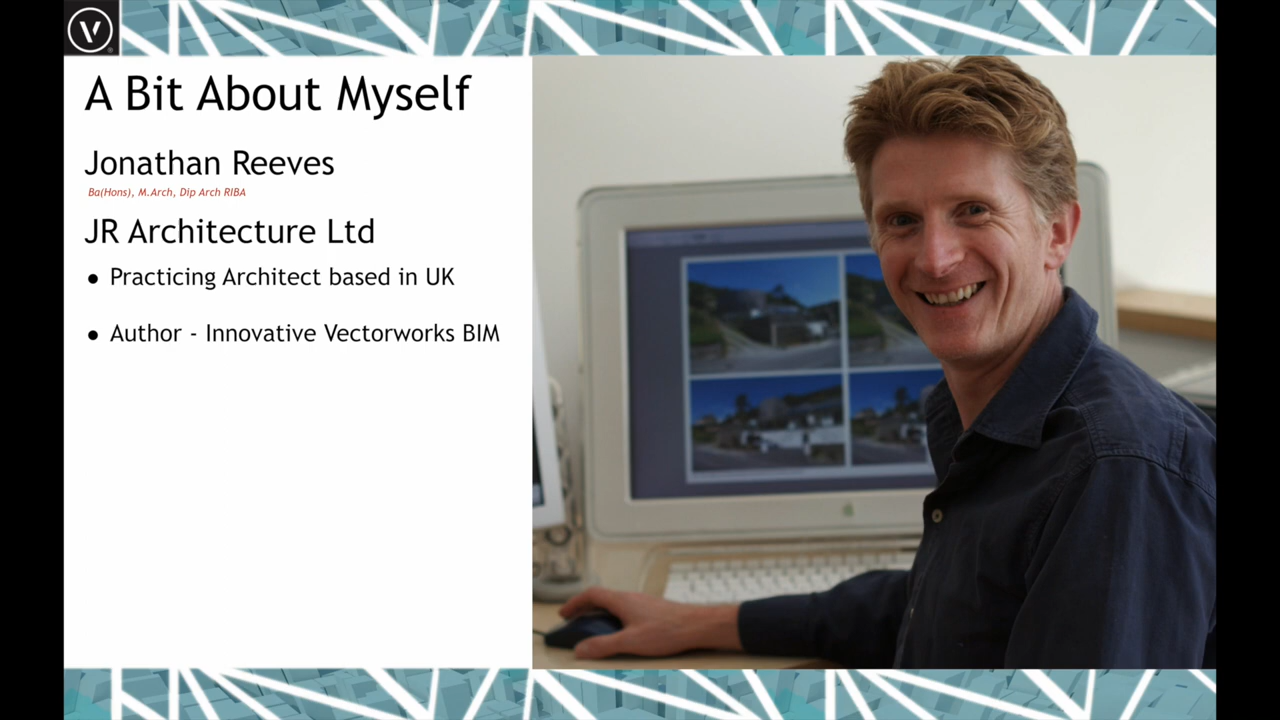 V
A Bit About Myself
Jonathan Reeves
Ba(Hons), M.Arch, Dip Arch RIBA
JR Architecture Ltd
• Practicing Architect based in UK
• Author - Innovative Vectorworks BIM